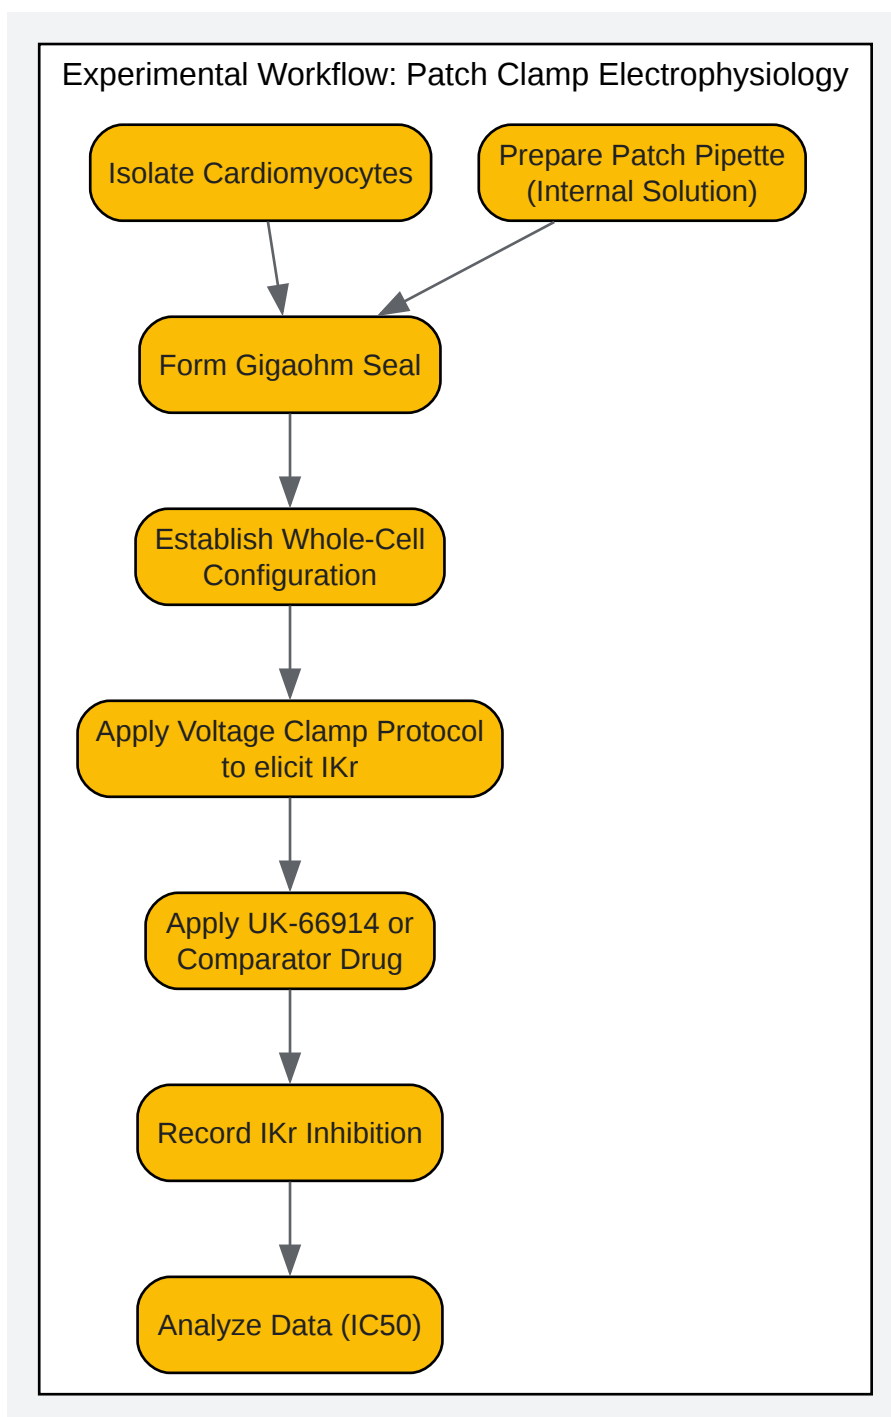 Experimental Workflow: Patch Clamp Electrophysiology
Isolate Cardiomyocytes
Prepare Patch Pipette
(Internal Solution)
Form Gigaohm Seal
Establish Whole-Cell
Configuration
Apply Voltage Clamp Protocol
to elicit IKr
Apply UK-66914 or
Comparator Drug
Record IKr Inhibition
Analyze Data (IC50)